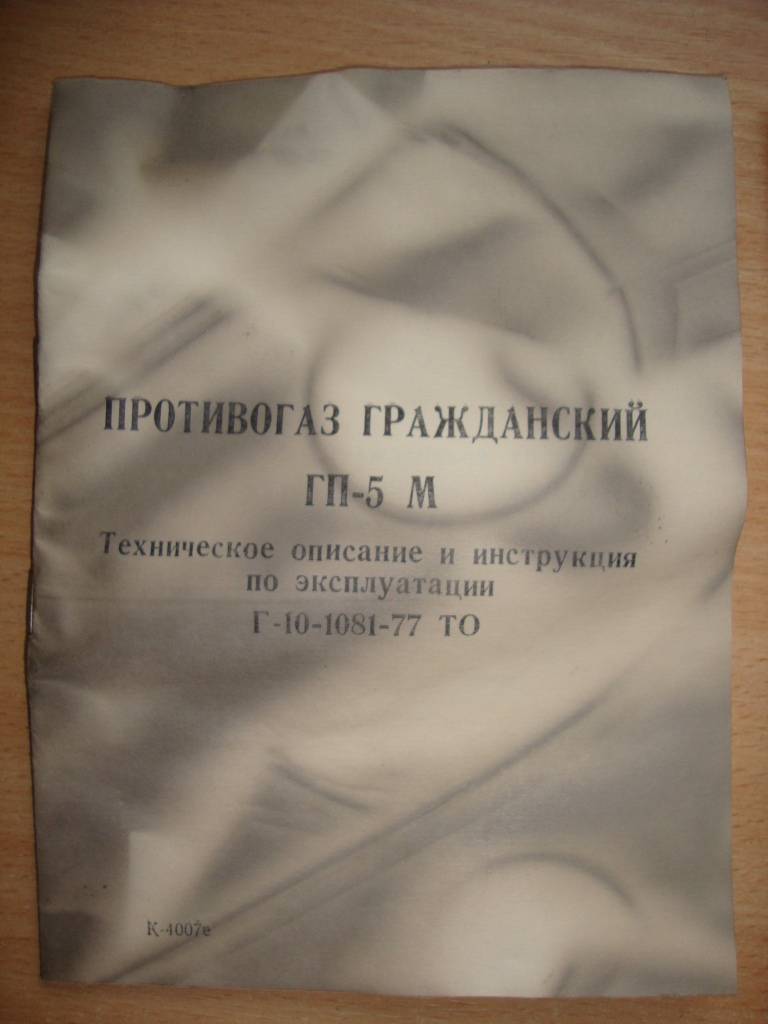 ПРОТИВОГАЗ ГРАЖДАНСКИЙ
ГП-5 М
Техническое описание и инструкция
по эксплуатации
Г-10-1081-77 ТО
К-4007е